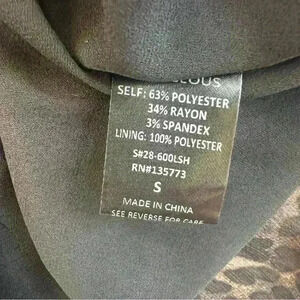 SELF: 63% POLYESTER
34% RAYON
3% SPANDEX
LINING: 100% POLYESTER
S#28-600LSH
RN#135773
S
MADE IN CHINA
SEE REVERSE FOR CARE